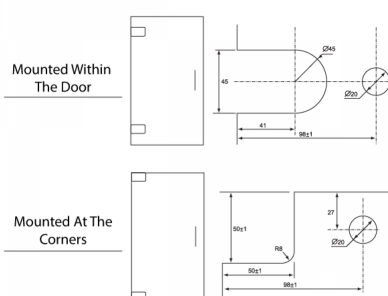 Mounted Within
The Door
Ø45
45
Ø20
41
98±1
Mounted At The
Corners
27
50±1
Ø20
R8
50±1
98±1